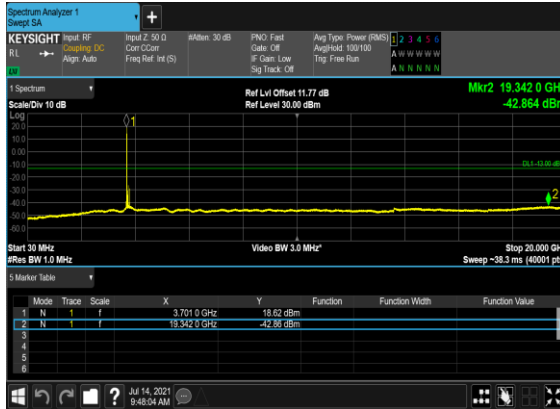 Spectrum Analyzer 1
Swept SA
KEYSIGHT
RL
Input: RF
Coupling: DC
Align: Auto
Input Z: 50 Ω
Corr CCorr
Freq Ref: Int (S)
#Atten: 30 dB
PNO: Fast
Gate: Off
IF Gain: Low
Sig Track: Off
Avg Type: Power (RMS)
Avg|Hold: 100/100
Trig: Free Run
1 2 3 4 5 6
A W W W W W
A N N N N N
LU
1 Spectrum
Scale/Div 10 dB
Ref Lvl Offset 11.77 dB
Ref Level 30.00 dBm
Mkr2 19.342 0 GHz
-42.864 dBm
Log
20.0
10.0
0.00
-10.0
-20.0
-30.0
-40.0
-50.0
-60.0
1
DL1 -13.00 dB
2
Start 30 MHz
#Res BW 1.0 MHz
Video BW 3.0 MHz*
Stop 20.000 GHz
Sweep ~38.3 ms (40001 pts
5 Marker Table
Mode Trace Scale X Y Function Function Width Function Value
1 N 1 f 3.701 0 GHz 18.62 dBm
2 N 1 f 19.342 0 GHz -42.86 dBm
3
4
5
6
?
Jul 14, 2021
9:48:04 AM